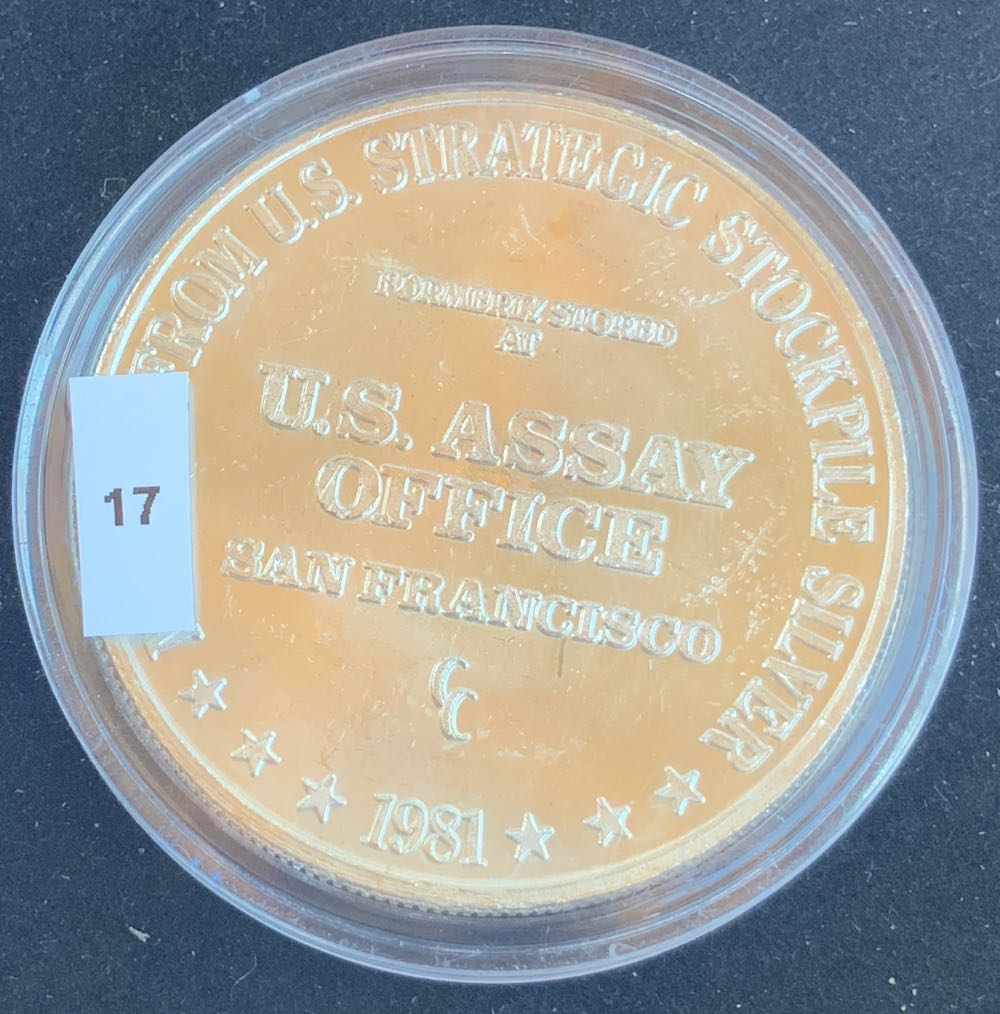 FROM U.S. STRATEGIC STOCKPILE SILVER
FORMERLY STORED
AT
U.S. ASSAY
OFFICE
SAN FRANCISCO
CC
1981
17